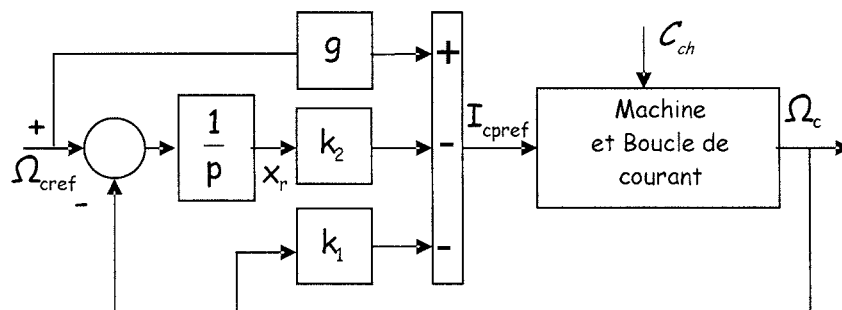 g
+
C_ch
+
Ω_cref
-
1
p
x_r
k_2
-
I_cpref
Machine
et Boucle de
courant
Ω_c
k_1
-